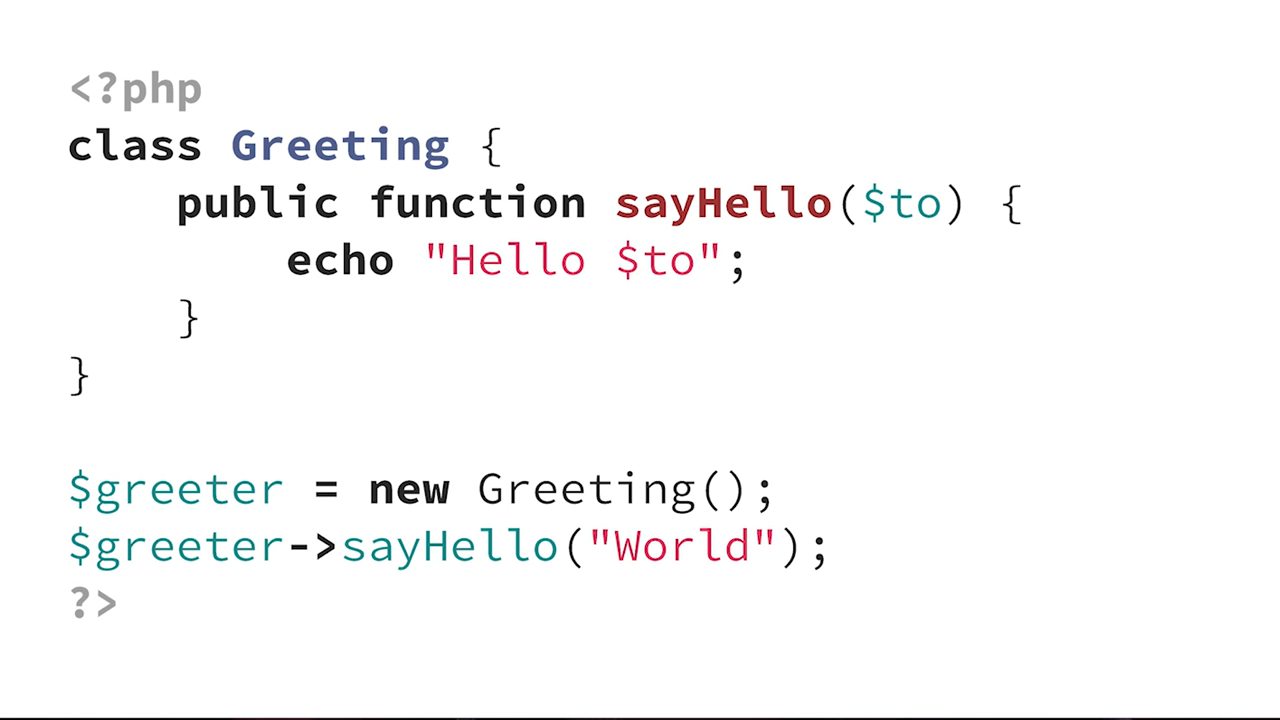 <?php
class Greeting {
    public function sayHello($to) {
        echo "Hello $to";
    }
}

$greeter = new Greeting();
$greeter->sayHello("World");
?>